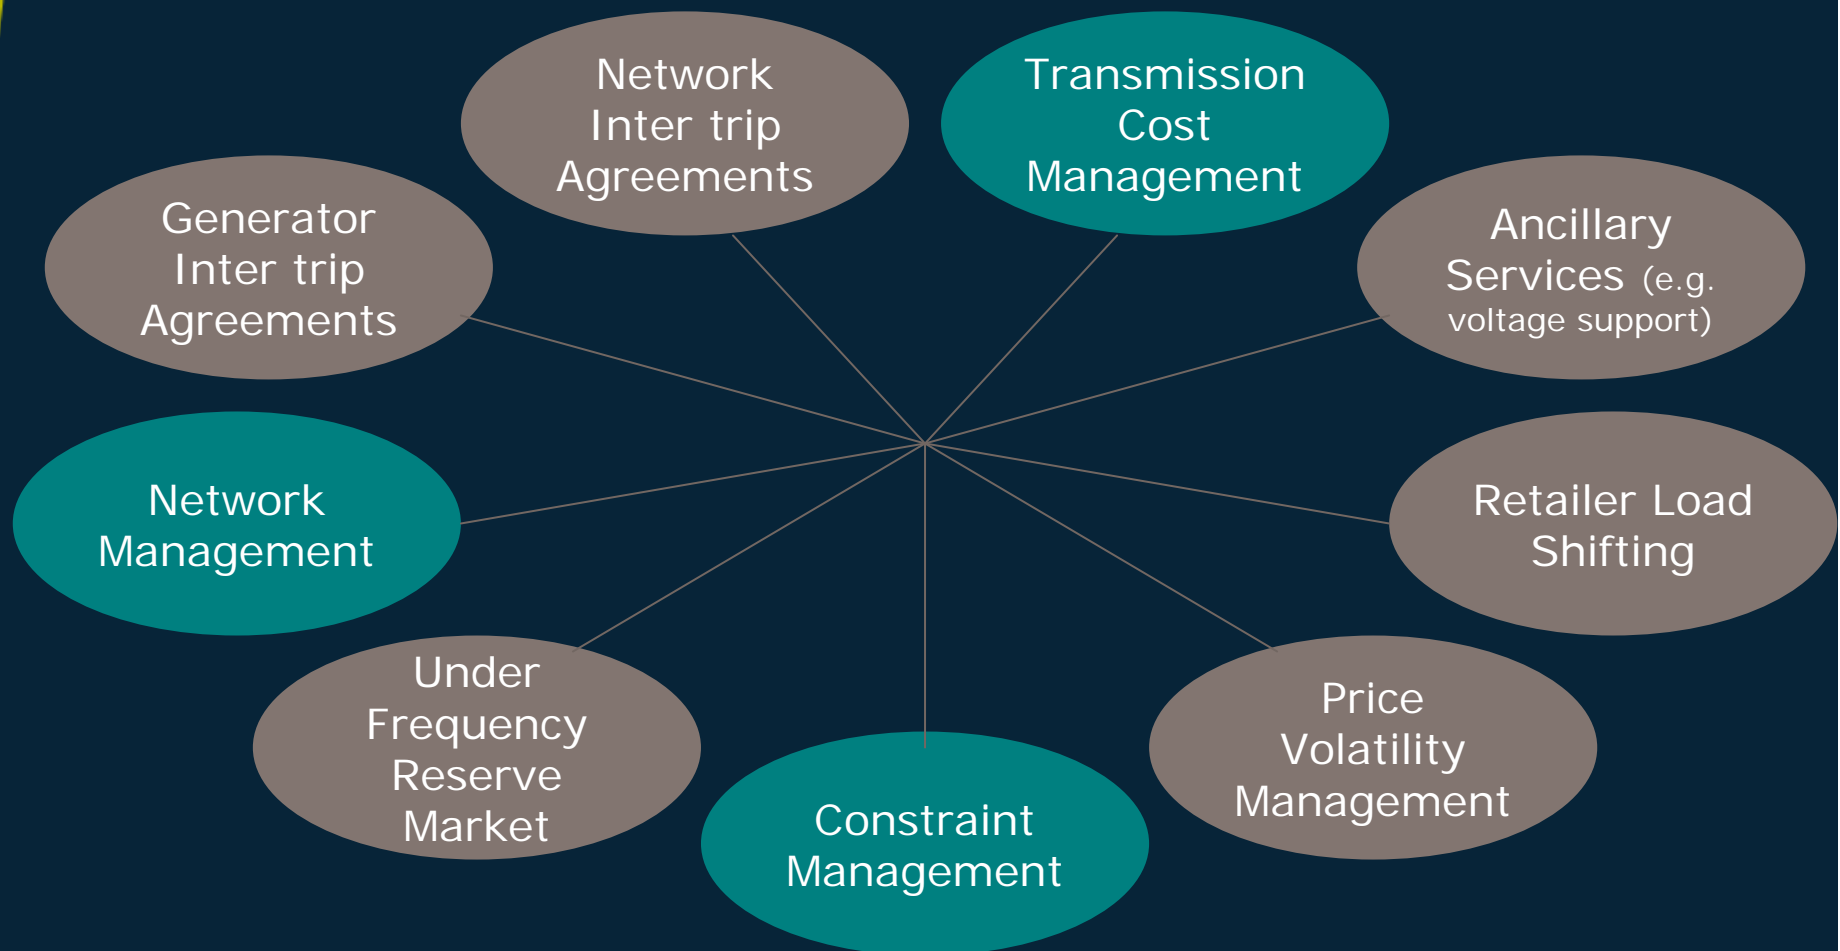 Network
Inter trip
Agreements
Transmission
Cost
Management
Generator
Inter trip
Agreements
Ancillary
Services (e.g.
voltage support)
Network
Management
Retailer Load
Shifting
Under
Frequency
Reserve
Market
Price
Volatility
Management
Constraint
Management